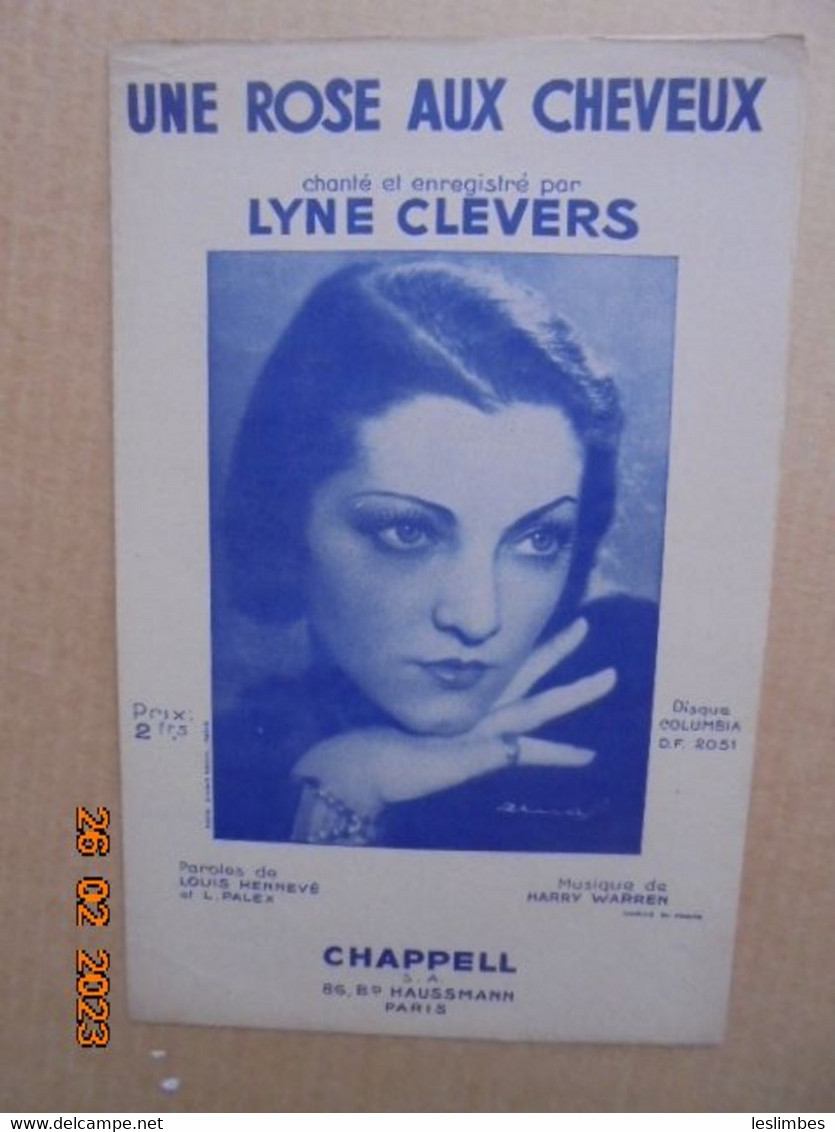 UNE ROSE AUX CHEVEUX
chanté et enregistré par
LYNE CLEVERS
Prix:
2 frs
Disque
COLUMBIA
D.F. 2051
Paroles de
LOUIS HENNEVÉ
et L. PALEX
Musique de
HARRY WARREN
CHAPPELL
S.A
86, Bd HAUSSMANN
PARIS
26 02 2023
delcampe.net
leslimbes